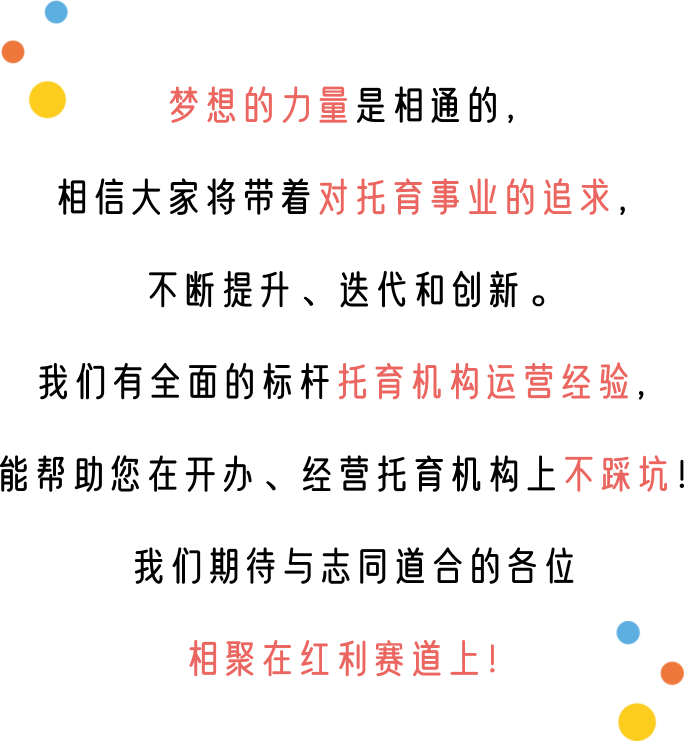 梦想的力量是相通的,
相信大家将带着对托育事业的追求,
不断提升、迭代和创新。
我们有全面的标杆托育机构运营经验,
能帮助您在开办、经营托育机构上不踩坑!
我们期待与志同道合的各位
相聚在红利赛道上!